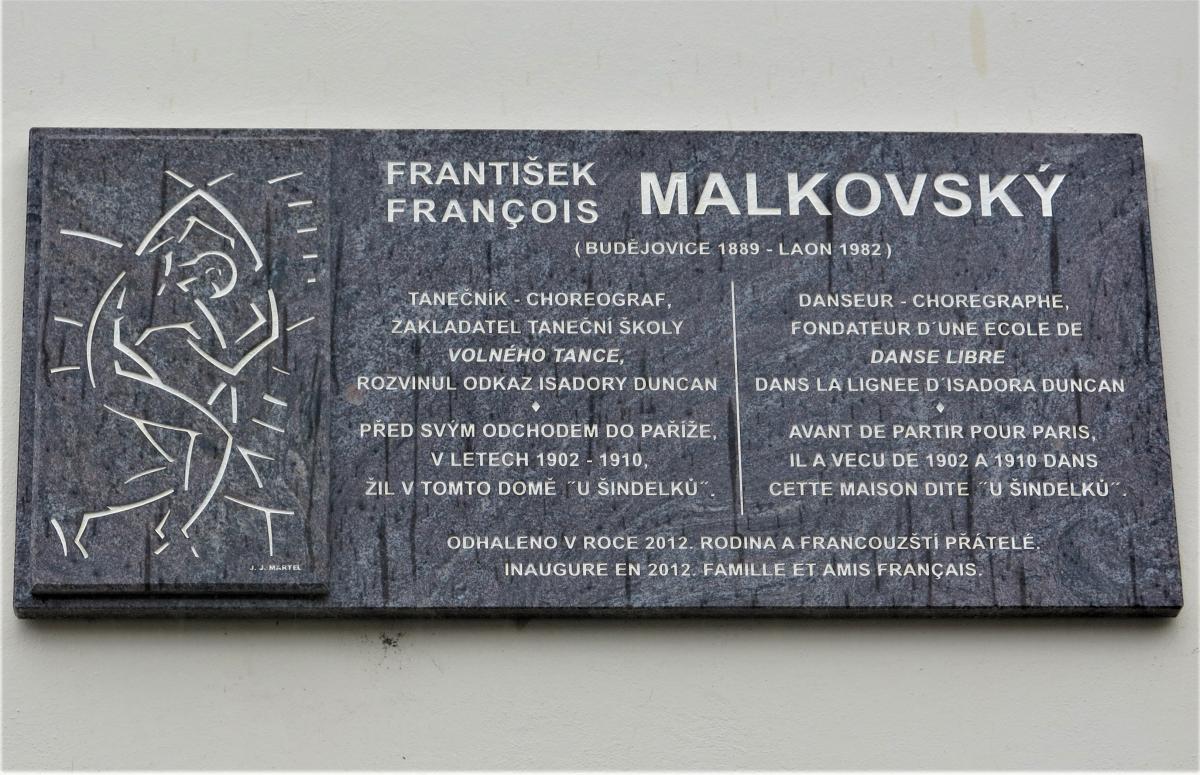 FRANTIŠEK
FRANÇOIS
MALKOVSKÝ
(BUDĚJOVICE 1889 - LAON 1982)
TANEČNÍK - CHOREOGRAF,
ZAKLADATEL TANEČNÍ ŠKOLY
VOLNÉHO TANCE,
ROZVINUL ODKAZ ISADORY DUNCAN
PŘED SVÝM ODCHODEM DO PAŘÍŽE,
V LETECH 1902 - 1910,
ŽIL V TOMTO DOMĚ ˝U ŠINDELKŮ˝.
DANSEUR - CHOREGRAPHE,
FONDATEUR D´UNE ECOLE DE
DANSE LIBRE
DANS LA LIGNEE D´ISADORA DUNCAN
AVANT DE PARTIR POUR PARIS,
IL A VECU DE 1902 A 1910 DANS
CETTE MAISON DITE ˝U ŠINDELKŮ˝.
ODHALENO V ROCE 2012. RODINA A FRANCOUZŠTÍ PŘÁTELÉ.
INAUGURE EN 2012. FAMILLE ET AMIS FRANÇAIS.
J. J. MARTEL